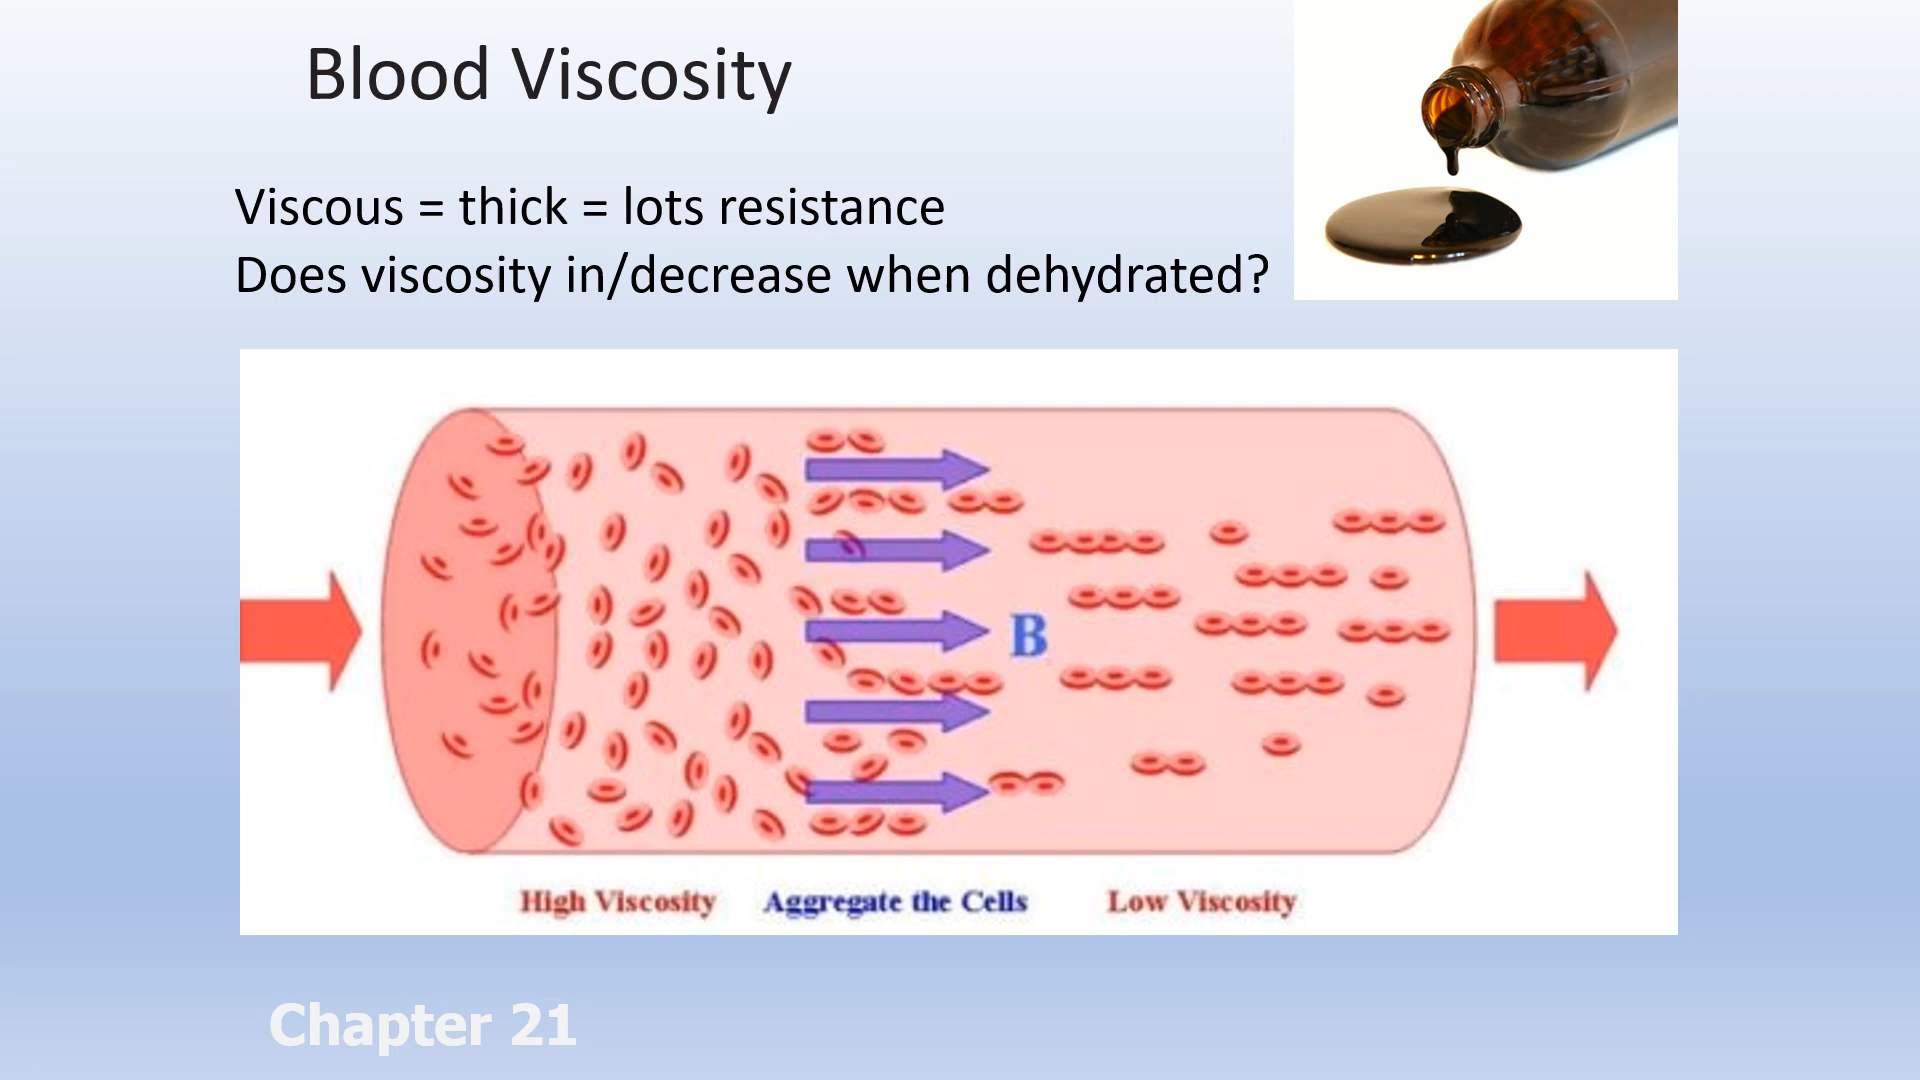 Blood Viscosity
Viscous = thick = lots resistance
Does viscosity in/decrease when dehydrated?
B
High Viscosity Aggregate the Cells Low Viscosity
Chapter 21